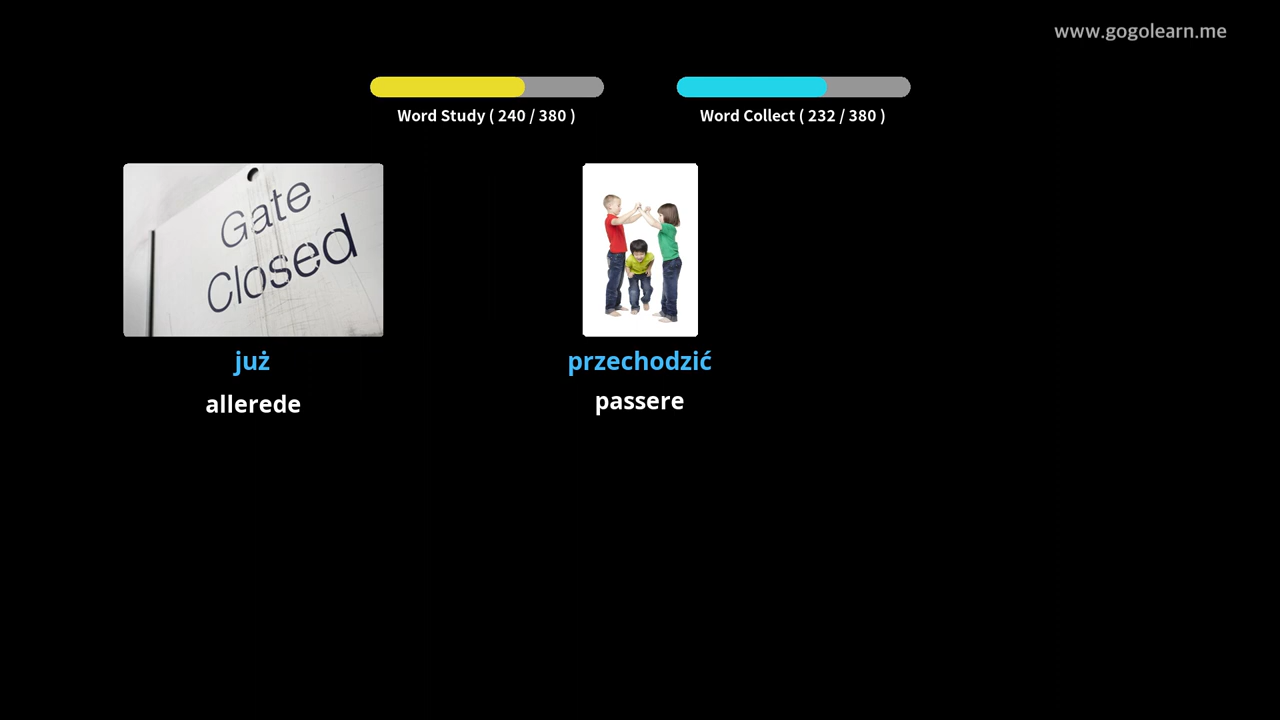 www.gogolearn.me
Word Study ( 240 / 380 )
Word Collect ( 232 / 380 )
Gate
Closed
już
allerede
przechodzić
passere